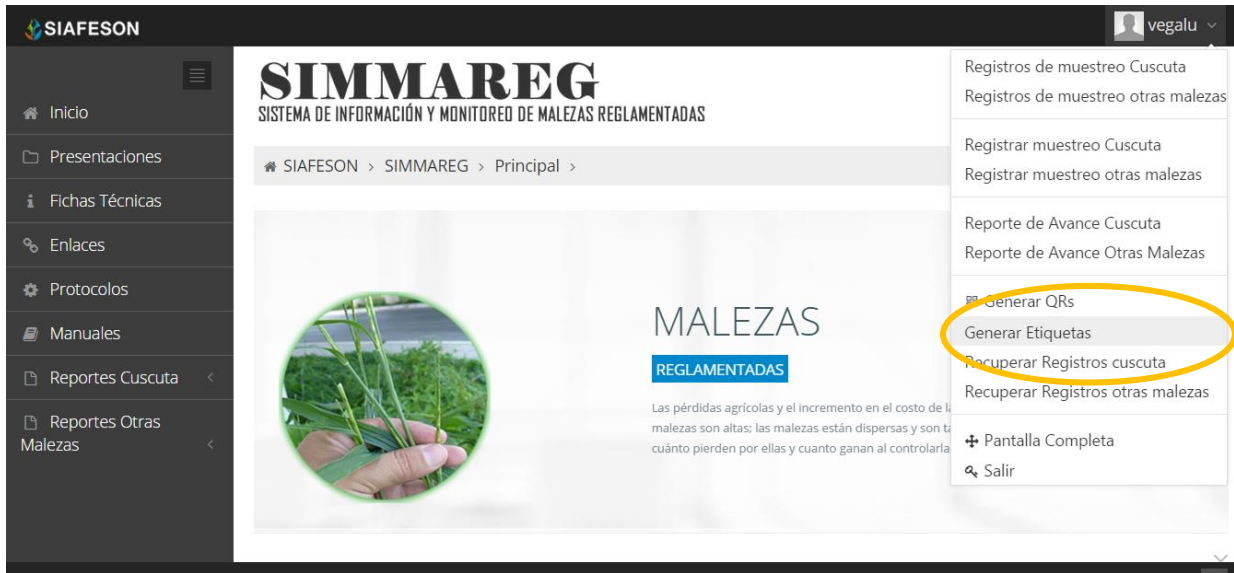 SIAFESON
vegalu
Inicio
Presentaciones
Fichas Técnicas
Enlaces
Protocolos
Manuales
Reportes Cuscuta
Reportes Otras
Malezas
SIMMAREG
SISTEMA DE INFORMACIÓN Y MONITOREO DE MALEZAS REGLAMENTADAS
SIAFESON > SIMMAREG > Principal >
MALEZAS
REGLAMENTADAS
Las pérdidas agrícolas y el incremento en el costo de
malezas son altas; las malezas están dispersas y son
cuánto pierden por ellas y cuanto ganan al
Registros de muestreo Cuscuta
Registros de muestreo otras malezas
Registrar muestreo Cuscuta
Registrar muestreo otras malezas
Reporte de Avance Cuscuta
Reporte de Avance Otras Malezas
Generar QRs
Generar Etiquetas
Recuperar Registros cuscuta
Recuperar Registros otras malezas
Pantalla Completa
Salir